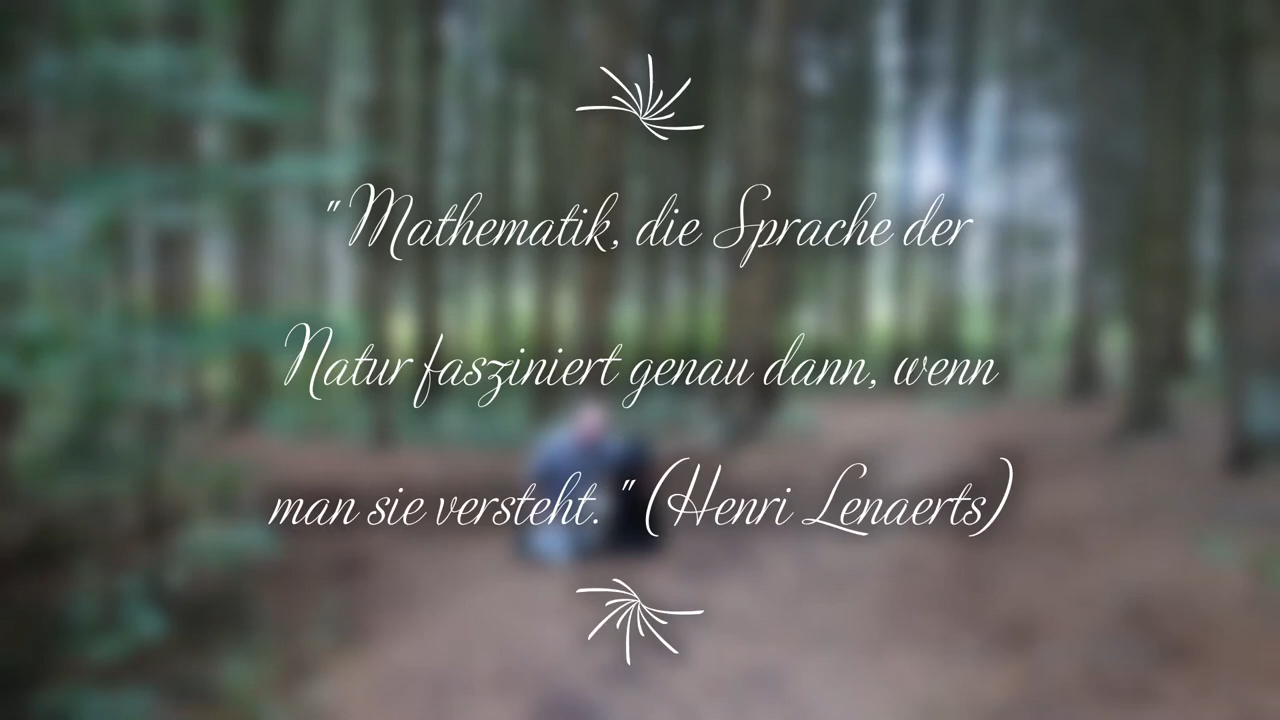 "Mathematik, die Sprache der
Natur fasziniert genau dann, wenn
man sie versteht." (Henri Lenaerts)